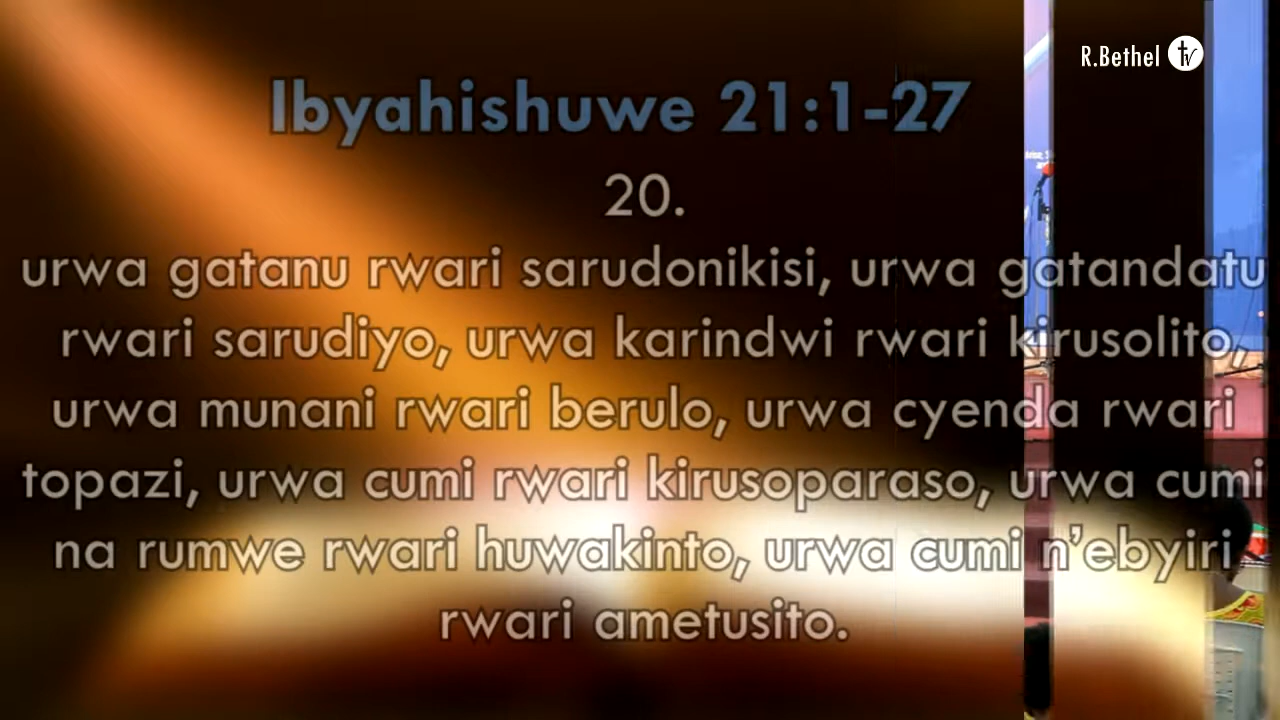 R.Bethel tv
Ibyahishuwe 21:1-27
20.
urwa gatanu rwari sarudonikisi, urwa gatandatu
rwari sarudiyo, urwa karindwi rwari kirusolito,
urwa munani rwari berulo, urwa cyenda rwari
topazi, urwa cumi rwari kirusoparaso, urwa cumi
na rumwe rwari huwakinto, urwa cumi n'ebyiri
rwari ametusito.